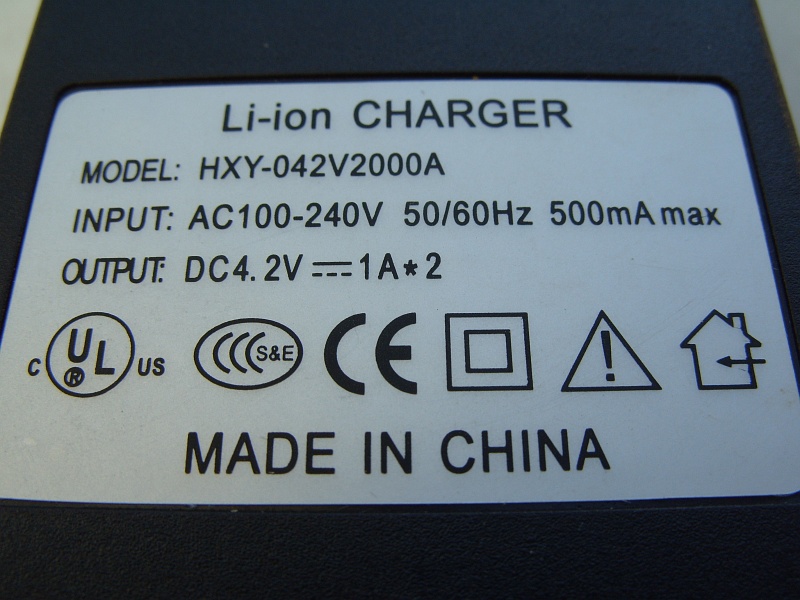 Li-ion CHARGER
MODEL: HXY-042V2000A
INPUT: AC100-240V 50/60Hz 500mA max
OUTPUT: DC4.2V ⎓ 1A*2
C UL ® US S&E CE
MADE IN CHINA